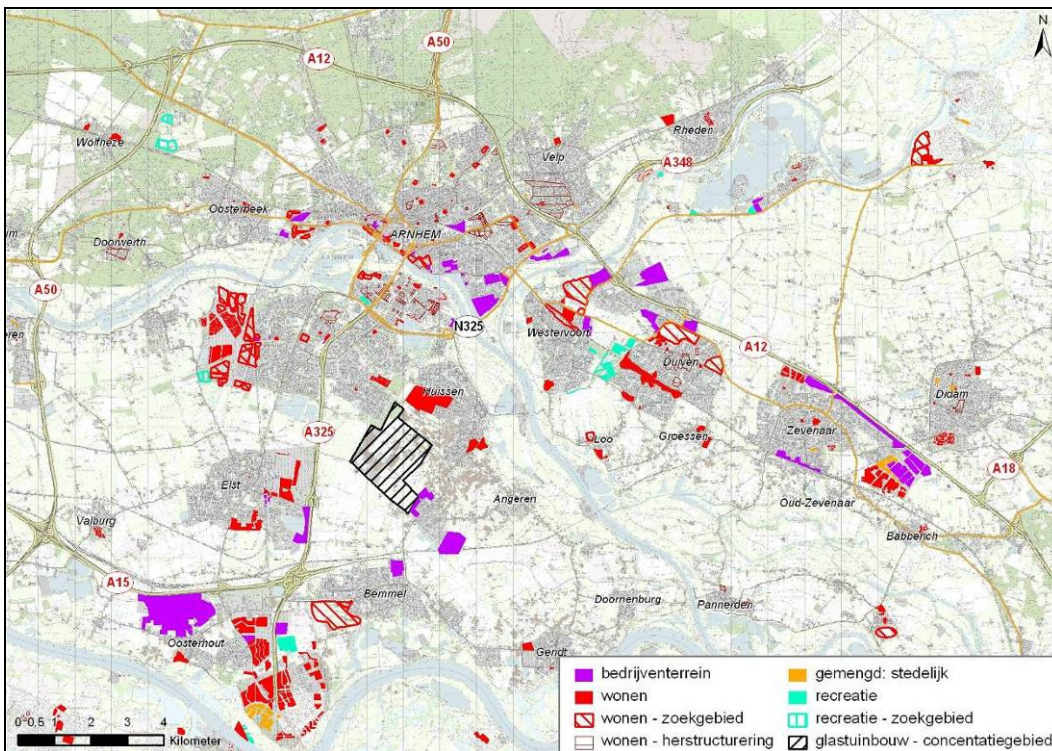 N
A50
A12
Wolfheze
Rheden
Velp
A348
Oosterbeek
ARNHEM
Doorwerth
A50
N325
Westervoort
A12
Duiven
Huissen
Didam
A325
Zevenaar
Loo
Groessen
A18
Elst
Angeren
Oud-Zevenaar
Valburg
Babberich
A15
Bemmel
Doornenburg
Pannerden
Oosterhout
Gendt
bedrijventerrein
wonen
wonen - zoekgebied
wonen - herstructurering
gemengd: stedelijk
recreatie
recreatie - zoekgebied
glastuinbouw - concentatiegebied
0 0,5 1 2 3 4
Kilometer